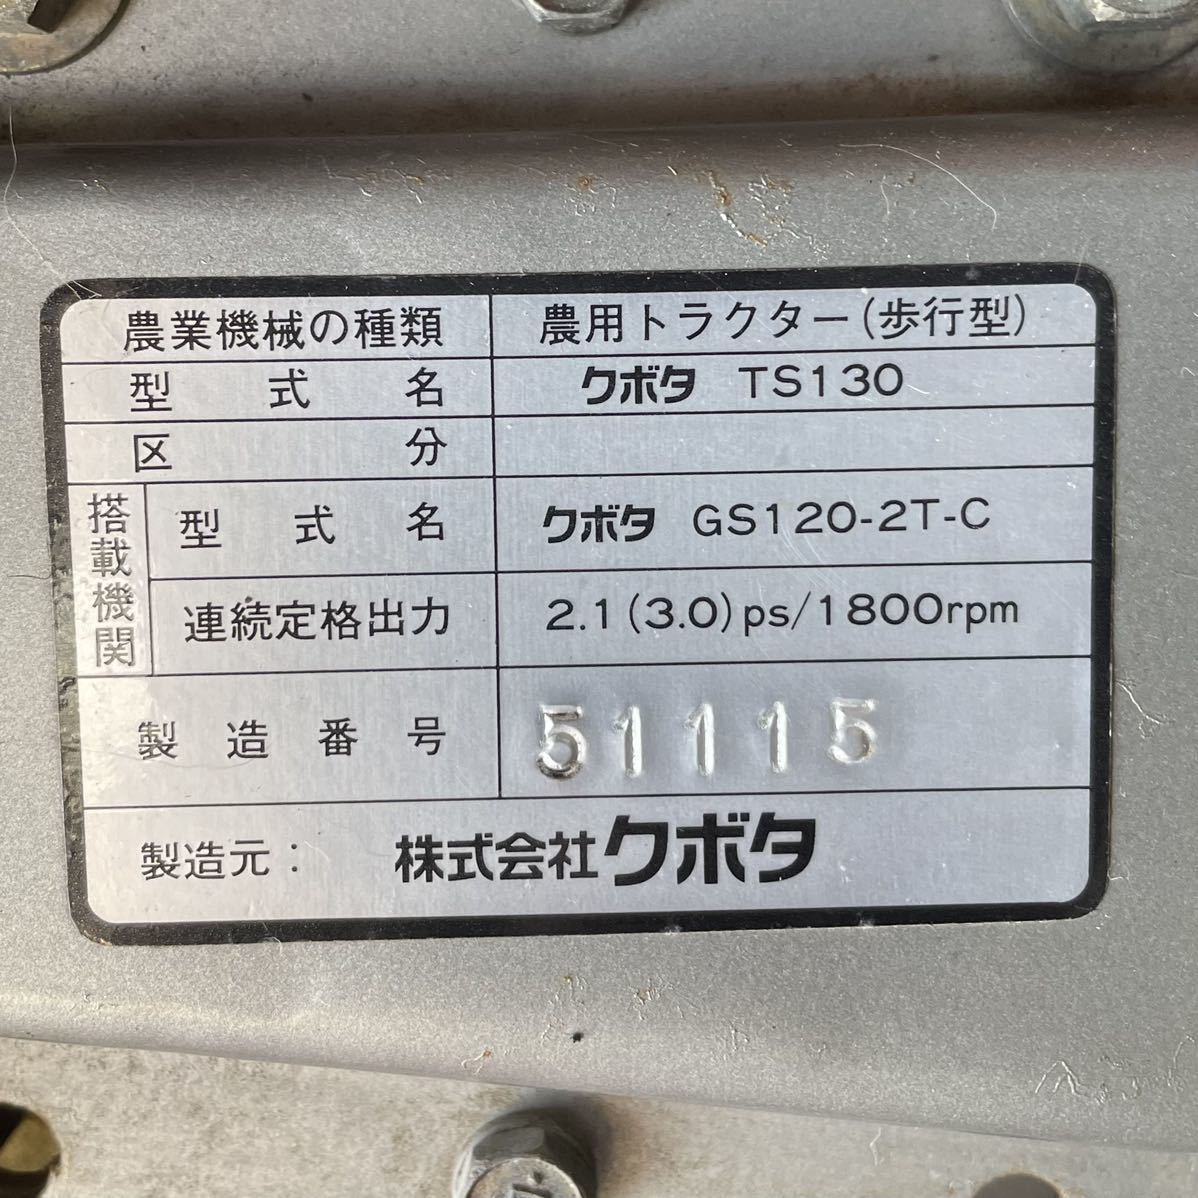 農業機械の種類 農用トラクター(歩行型)
型式名 クボタ TS130
区分
搭載機関
型式名 クボタ GS120-2T-C
連続定格出力 2.1(3.0)ps/1800rpm
製造番号 51115
製造元: 株式会社クボタ